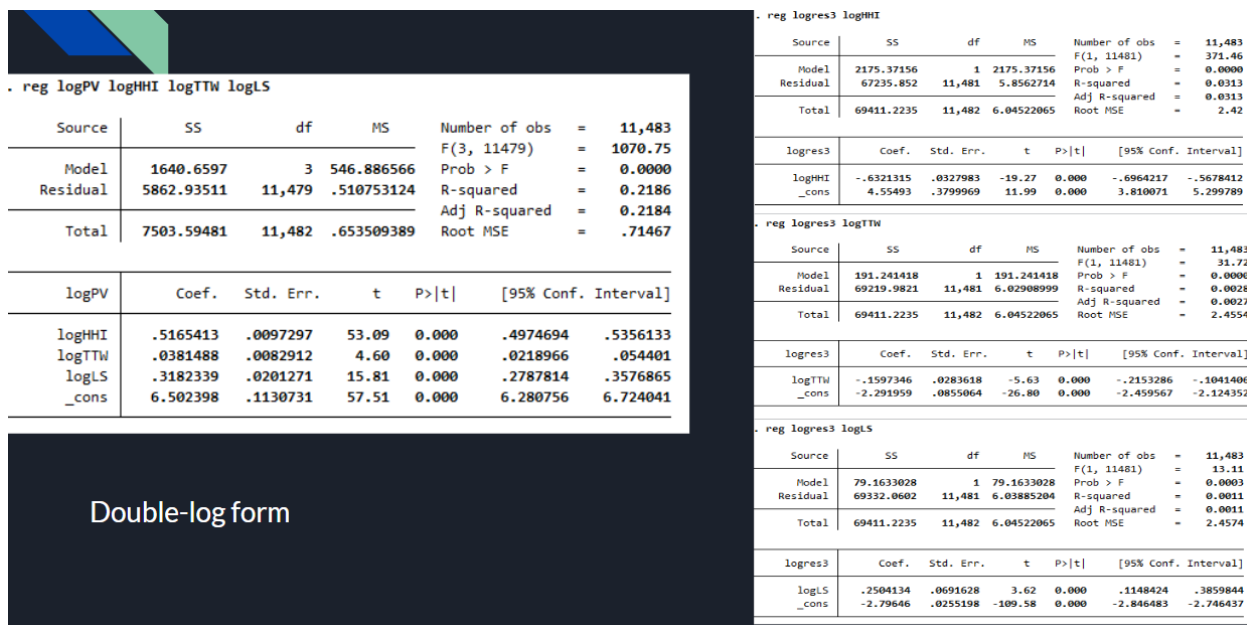 . reg logPV logHHI logTTW logLS
Source SS df MS Number of obs = 11,483
F(3, 11479) = 1070.75
Model 1640.6597 3 546.886566 Prob > F = 0.0000
Residual 5862.93511 11,479 .510753124 R-squared = 0.2186
Adj R-squared = 0.2184
Total 7503.59481 11,482 .653509389 Root MSE = .71467
logPV Coef. Std. Err. t P>|t| [95% Conf. Interval]
logHHI .5165413 .0097297 53.09 0.000 .4974694 .5356133
logTTW .0381488 .0082912 4.60 0.000 .0218966 .054401
logLS .3182339 .0201271 15.81 0.000 .2787814 .3576865
_cons 6.502398 .1130731 57.51 0.000 6.280756 6.724041
Double-log form
. reg logres3 logHHI
Source SS df MS Number of obs = 11,483
F(1, 11481) = 371.46
Model 2175.37156 1 2175.37156 Prob > F = 0.0000
Residual 67235.852 11,481 5.8562714 R-squared = 0.0313
Adj R-squared = 0.0313
Total 69411.2235 11,482 6.04522065 Root MSE = 2.42
logres3 Coef. Std. Err. t P>|t| [95% Conf. Interval]
logHHI -.6321315 .0327983 -19.27 0.000 -.6964217 -.5678412
_cons 4.55493 .3799969 11.99 0.000 3.810071 5.299789
. reg logres3 logTTW
Source SS df MS Number of obs = 11,483
F(1, 11481) = 31.72
Model 191.241418 1 191.241418 Prob > F = 0.0000
Residual 69219.9821 11,481 6.02908999 R-squared = 0.0028
Adj R-squared = 0.0027
Total 69411.2235 11,482 6.04522065 Root MSE = 2.4554
logres3 Coef. Std. Err. t P>|t| [95% Conf. Interval]
logTTW -.1597346 .0283618 -5.63 0.000 -.2153286 -.1041406
_cons -2.291959 .0855064 -26.80 0.000 -2.459567 -2.124352
. reg logres3 logLS
Source SS df MS Number of obs = 11,483
F(1, 11481) = 13.11
Model 79.1633028 1 79.1633028 Prob > F = 0.0003
Residual 69332.0602 11,481 6.03885204 R-squared = 0.0011
Adj R-squared = 0.0011
Total 69411.2235 11,482 6.04522065 Root MSE = 2.4574
logres3 Coef. Std. Err. t P>|t| [95% Conf. Interval]
logLS .2504134 .0691628 3.62 0.000 .1148424 .3859844
_cons -2.79646 .0255198 -109.58 0.000 -2.846483 -2.746437